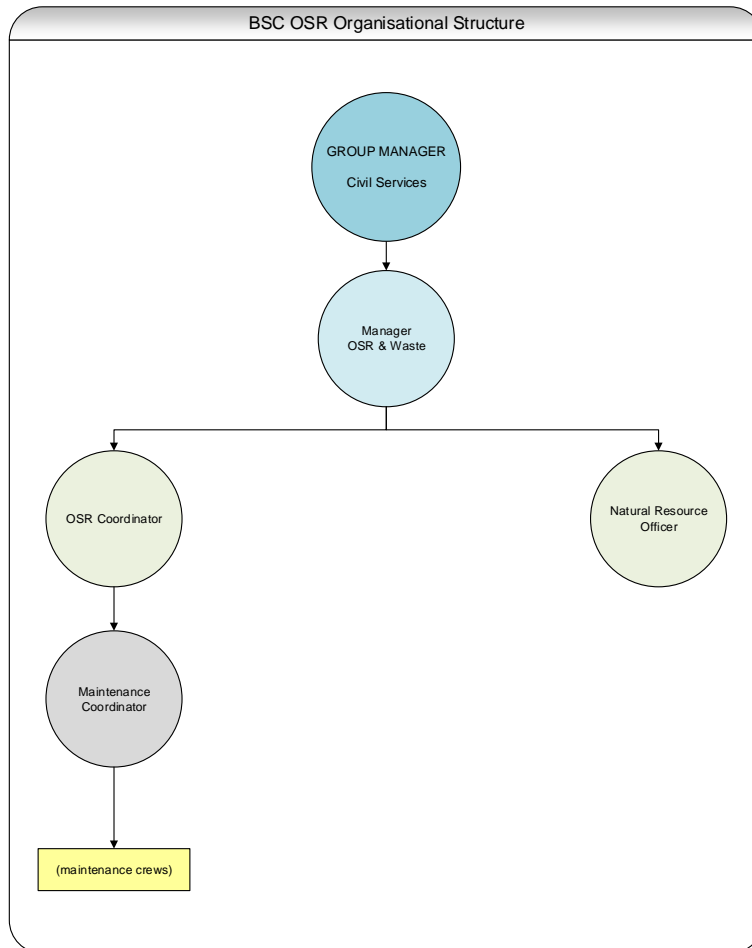 BSC OSR Organisational Structure
GROUP MANAGER
Civil Services
Manager
OSR & Waste
OSR Coordinator
Natural Resource
Officer
Maintenance
Coordinator
(maintenance crews)